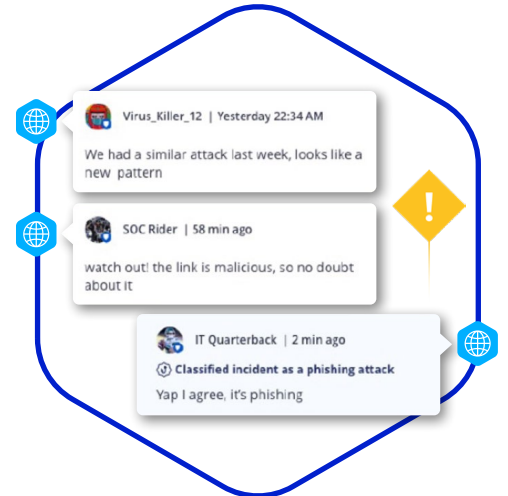 Virus_Killer_12 | Yesterday 22:34 AM
We had a similar attack last week, looks like a
new pattern
SOC Rider | 58 min ago
watch out! the link is malicious, so no doubt
about it
!
IT Quarterback | 2 min ago
Classified incident as a phishing attack
Yap I agree, it's phishing